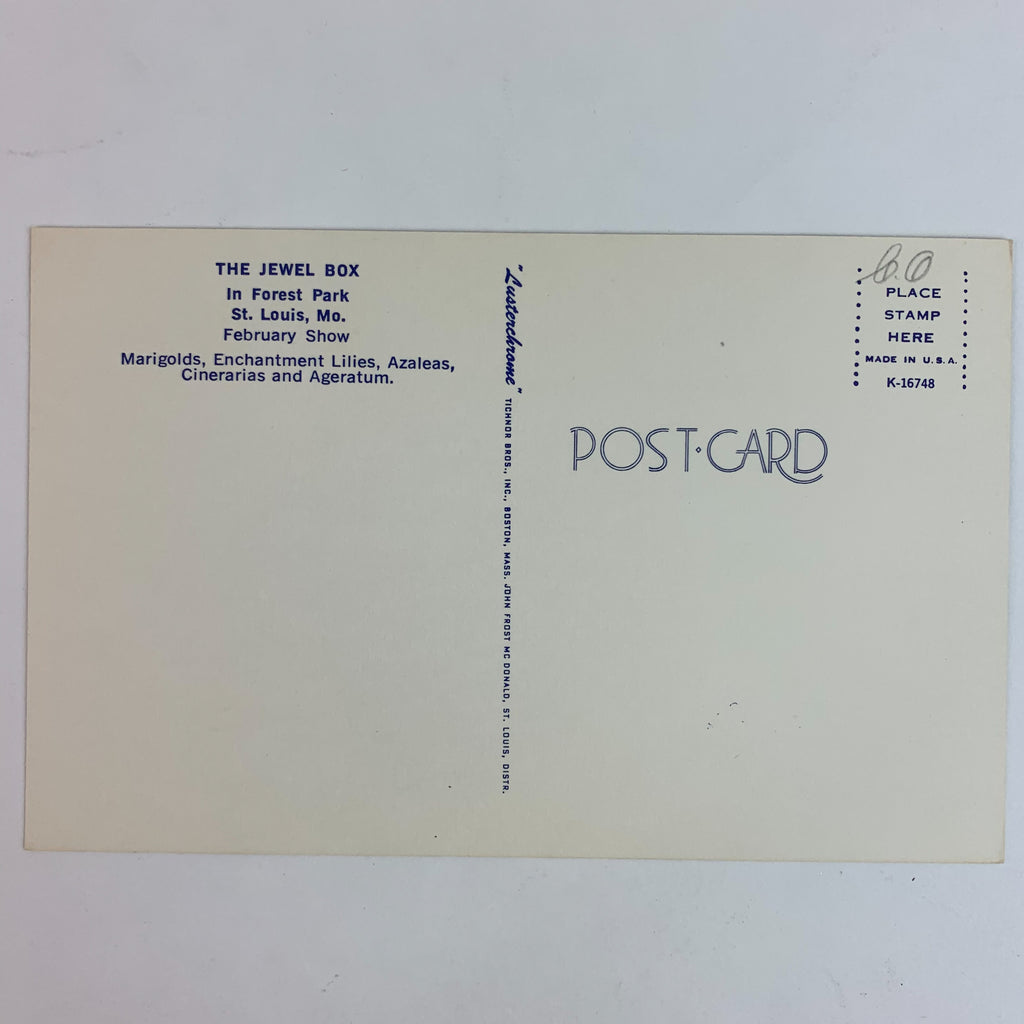 THE JEWEL BOX
In Forest Park
St. Louis, Mo.
February Show
Marigolds, Enchantment Lilies, Azaleas,
Cinerarias and Ageratum.
"Lusterchrome" TICHNOR BROS., INC., BOSTON, MASS. JOHN FROST MC DONALD, ST. LOUIS, DISTR.
POST·CARD
PLACE
STAMP
HERE
MADE IN U.S.A.
K-16748